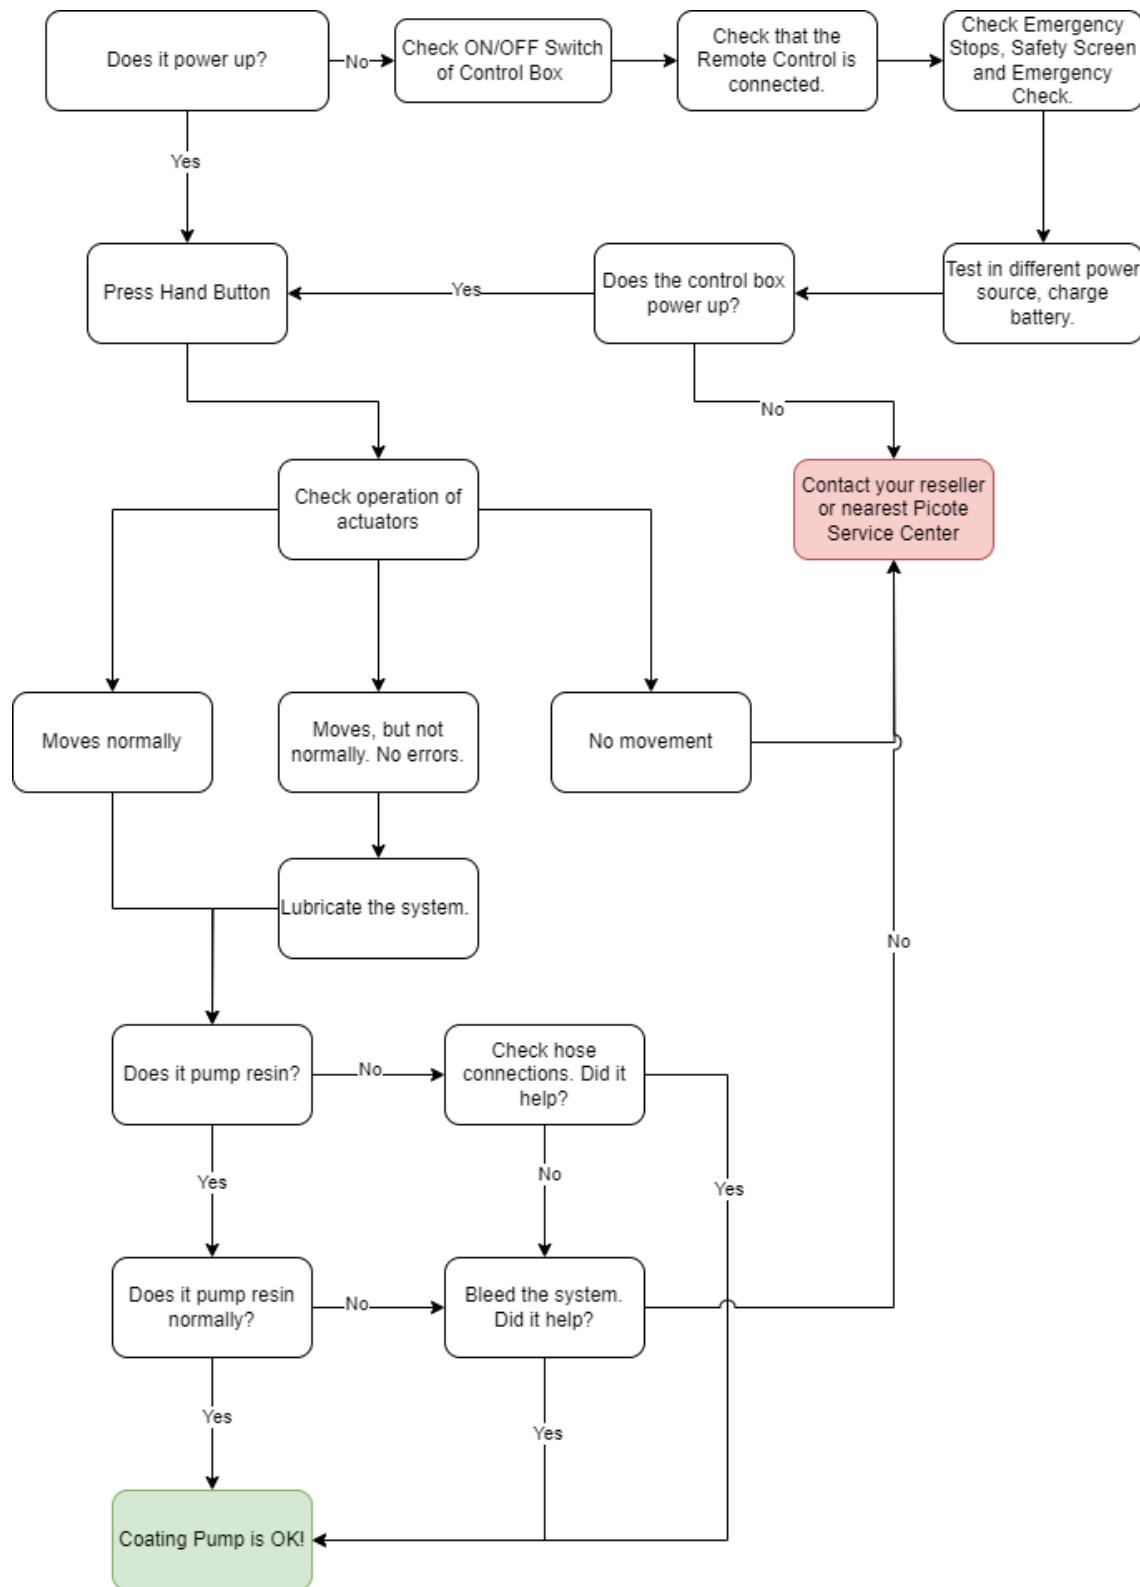 Does it power up?
No
Check ON/OFF Switch
of Control Box
Check that the
Remote Control is
connected.
Check Emergency
Stops, Safety Screen
and Emergency
Check.
Yes
Press Hand Button
Yes
Does the control box
power up?
Test in different power
source, charge
battery.
No
Check operation of
actuators
Contact your reseller
or nearest Picote
Service Center
Moves normally
Moves, but not
normally. No errors.
No movement
Lubricate the system.
No
Does it pump resin?
No
Check hose
connections. Did it
help?
Yes
No
Yes
Does it pump resin
normally?
No
Bleed the system.
Did it help?
Yes
Yes
Coating Pump is OK!